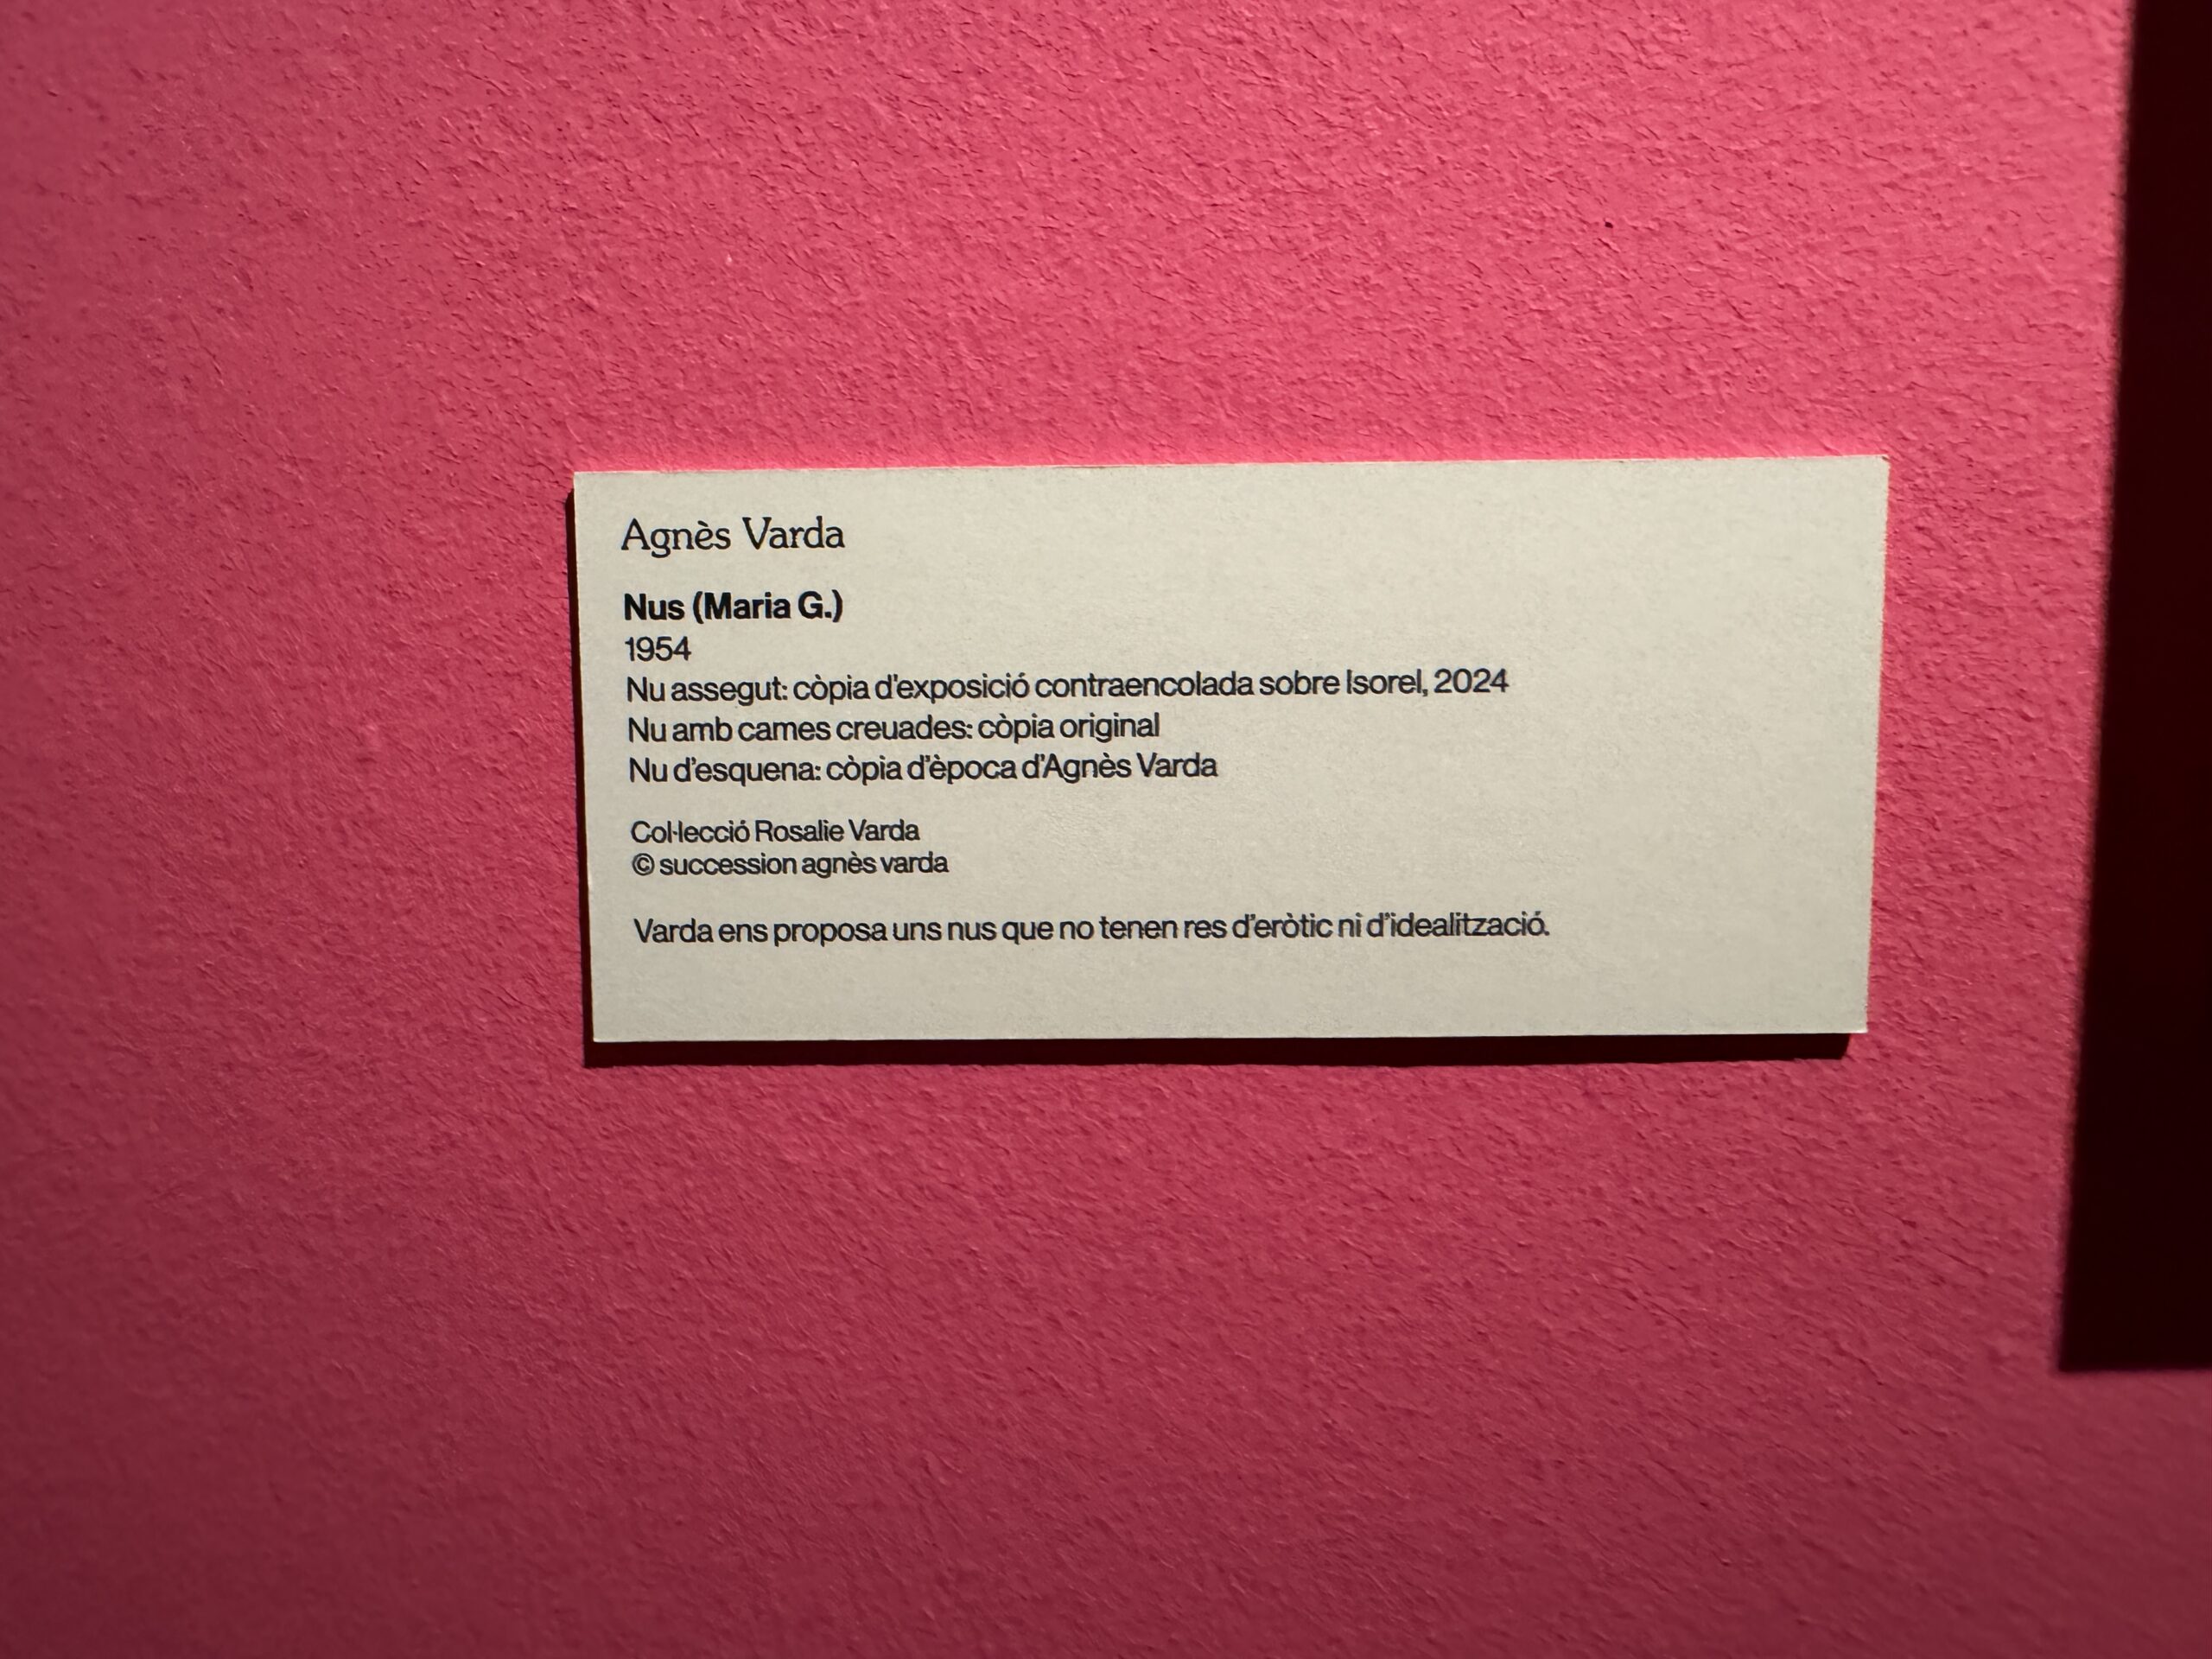 Agnès Varda
Nus (Maria G.)
1954
Nu assegut: còpia d'exposició contraencolada sobre Isorel, 2024
Nu amb cames creuades: còpia original
Nu d'esquena: còpia d'època d'Agnès Varda
Col·lecció Rosalie Varda
© succession agnès varda
Varda ens proposa uns nus que no tenen res d'eròtic ni d'idealització.